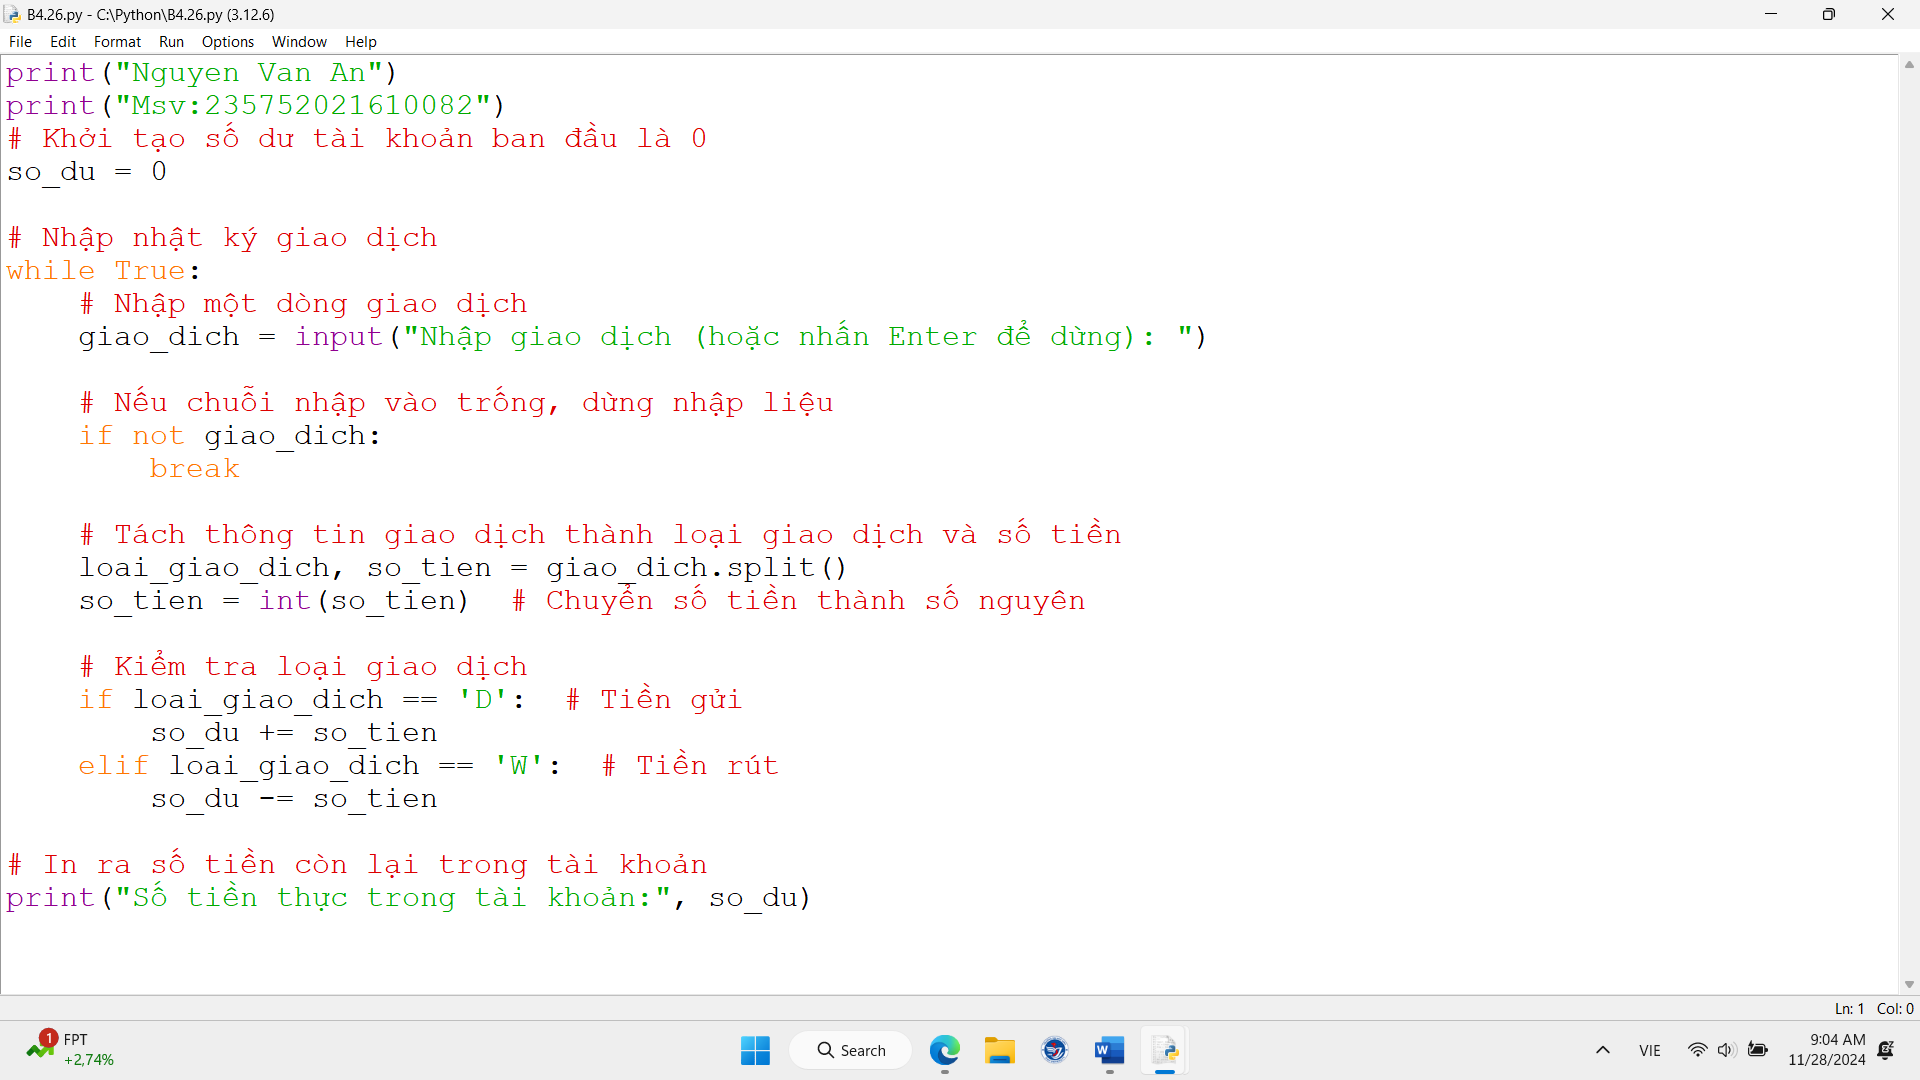 B4.26.py - C:\Python\B4.26.py (3.12.6)
File Edit Format Run Options Window Help
print("Nguyen Van An")
print("Msv:235752021610082")
# Khởi tạo số dư tài khoản ban đầu là 0
so_du = 0
# Nhập nhật ký giao dịch
while True:
    # Nhập một dòng giao dịch
    giao_dich = input("Nhập giao dịch (hoặc nhấn Enter để dừng): ")
    # Nếu chuỗi nhập vào trống, dừng nhập liệu
    if not giao_dich:
        break
    # Tách thông tin giao dịch thành loại giao dịch và số tiền
    loai_giao_dich, so_tien = giao_dich.split()
    so_tien = int(so_tien)  # Chuyển số tiền thành số nguyên
    # Kiểm tra loại giao dịch
    if loai_giao_dich == 'D':  # Tiền gửi
        so_du += so_tien
    elif loai_giao_dich == 'W':  # Tiền rút
        so_du -= so_tien
# In ra số tiền còn lại trong tài khoản
print("Số tiền thực trong tài khoản:", so_du)
Ln: 1 Col: 0
1 FPT
+2,74%
Search
W
VIE
9:04 AM
11/28/2024